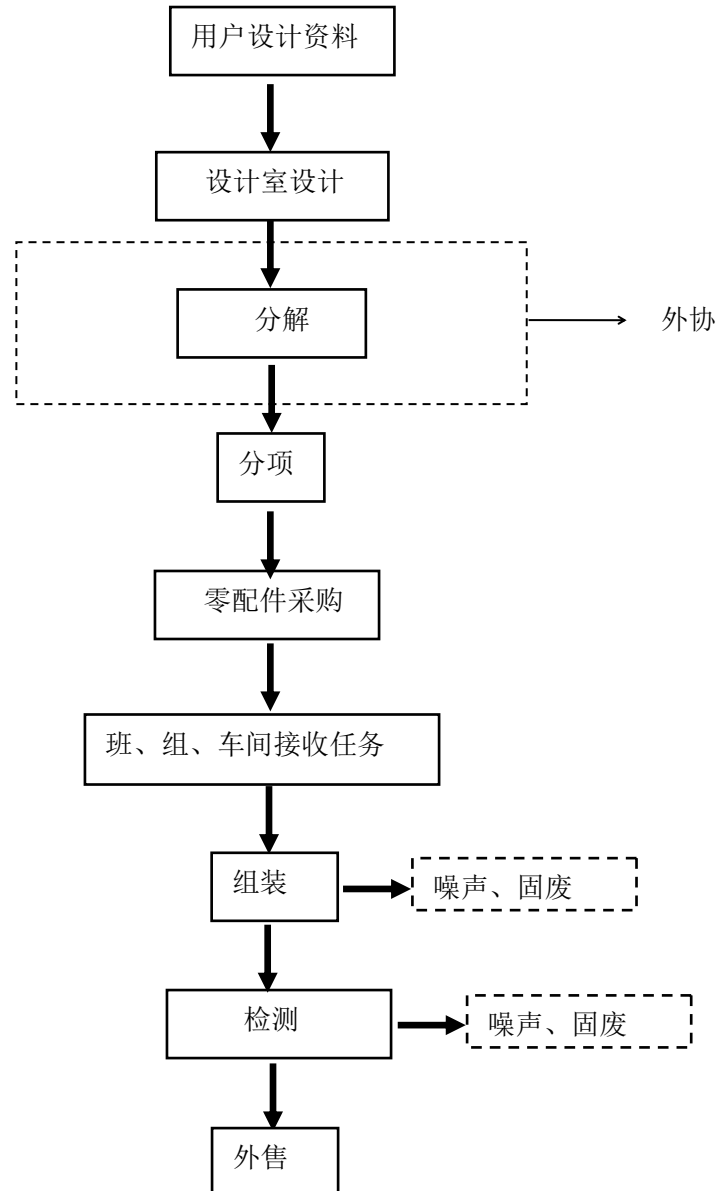 用户设计资料
设计室设计
分解
外协
分项
零配件采购
班、组、车间接收任务
组装
噪声、固废
检测
噪声、固废
外售